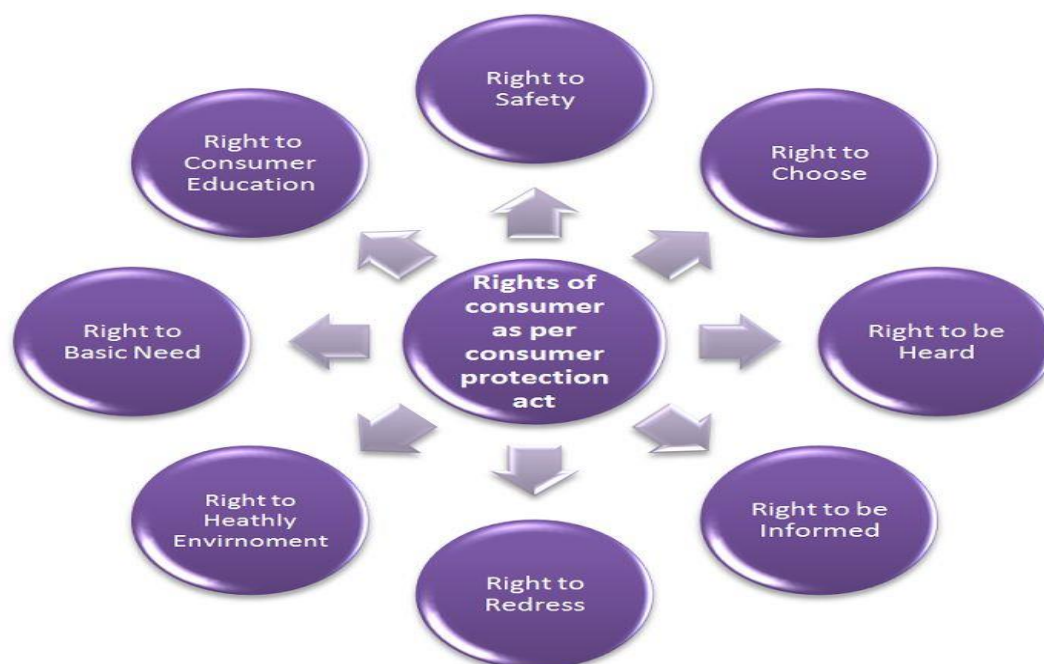 Right to
Safety
Right to
Choose
Right to be
Heard
Right to be
Informed
Right to
Redress
Right to
Heathly
Envirnoment
Right to
Basic Need
Right to
Consumer
Education
Rights of
consumer
as per
consumer
protection
act